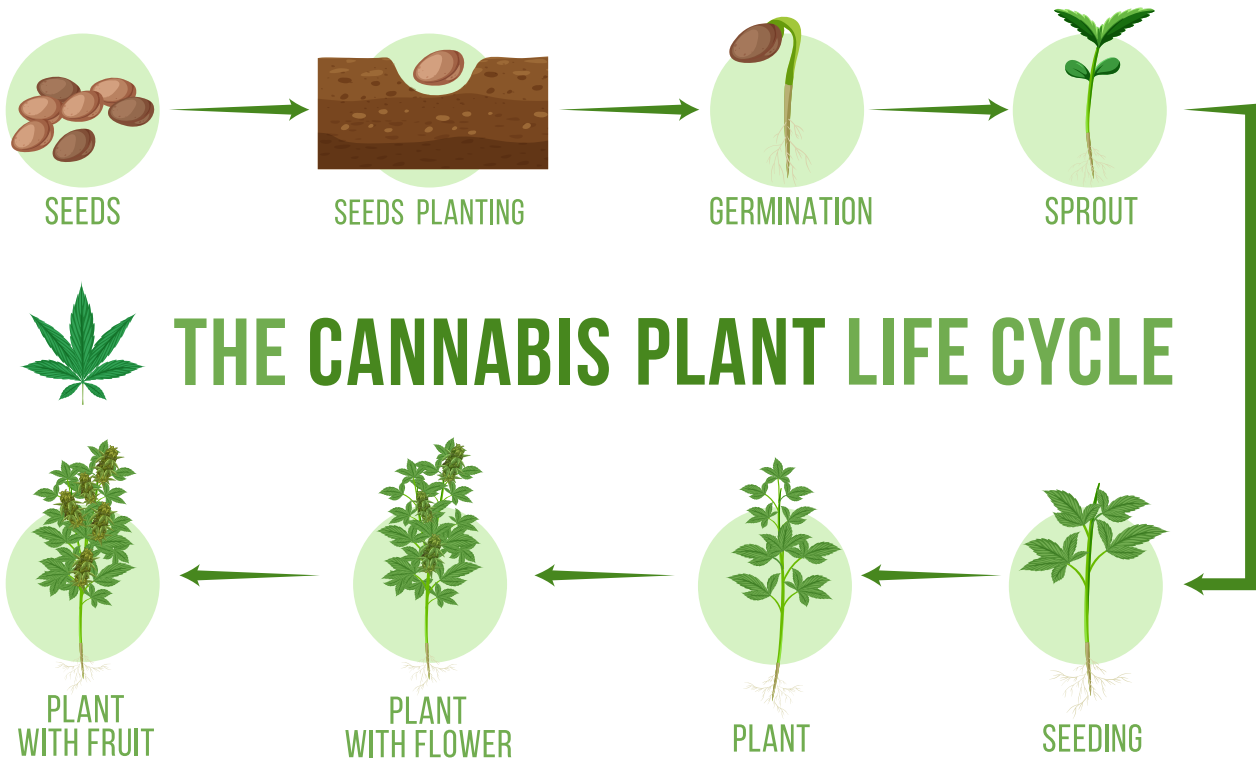 SEEDS
SEEDS PLANTING
GERMINATION
SPROUT
THE CANNABIS PLANT LIFE CYCLE
SEEDING
PLANT
PLANT
WITH FLOWER
PLANT
WITH FRUIT